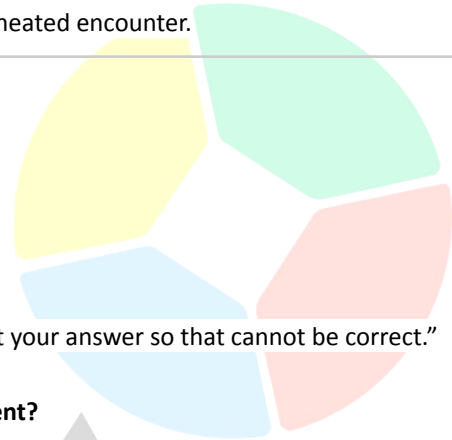 heated encounter.
t your answer so that cannot be correct.”
ent?